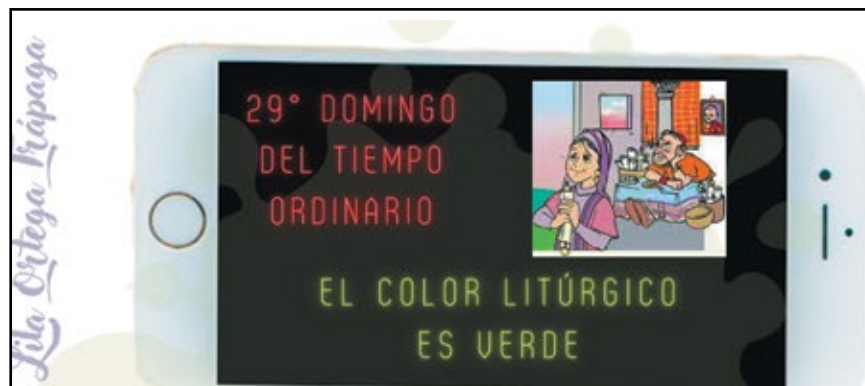 Lila Ortega Trápaga
29° DOMINGO
DEL TIEMPO
ORDINARIO
EL COLOR LITÚRGICO
ES VERDE